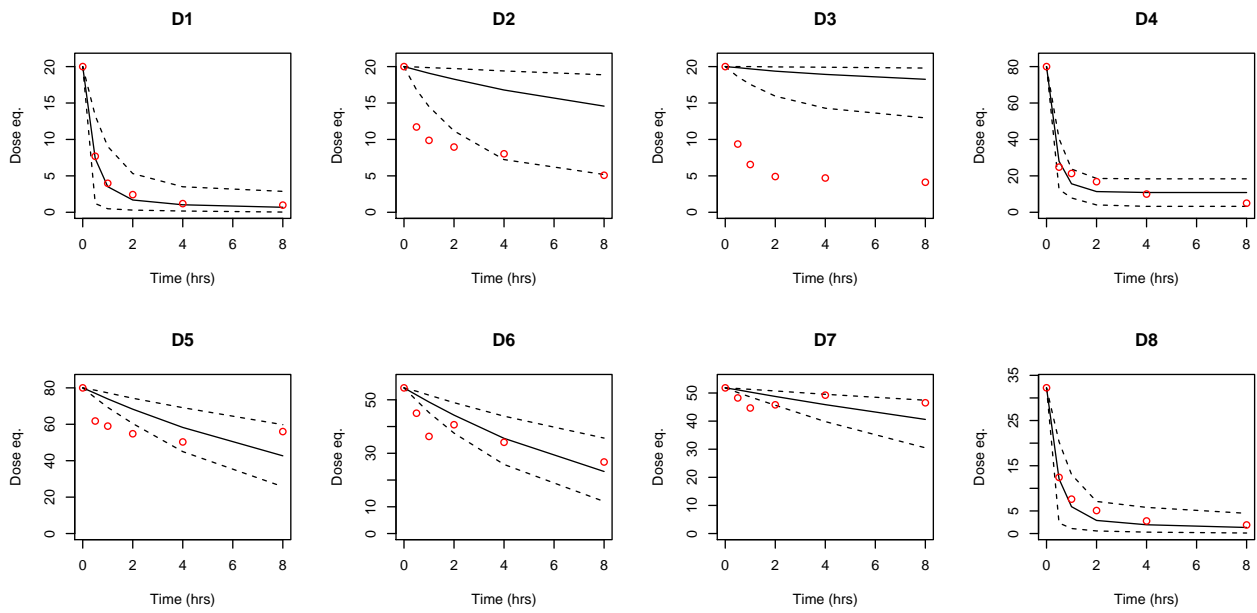 D1
D2
D3
D4
Dose eq.
0 5 10 15 20
Dose eq.
0 5 10 15 20
Dose eq.
0 5 10 15 20
Dose eq.
0 20 40 60 80
0 2 4 6 8
0 2 4 6 8
0 2 4 6 8
0 2 4 6 8
Time (hrs)
Time (hrs)
Time (hrs)
Time (hrs)
D5
D6
D7
D8
Dose eq.
0 20 40 60 80
Dose eq.
0 10 30 50
Dose eq.
0 10 20 30 40 50
Dose eq.
0 5 15 25 35
0 2 4 6 8
0 2 4 6 8
0 2 4 6 8
0 2 4 6 8
Time (hrs)
Time (hrs)
Time (hrs)
Time (hrs)